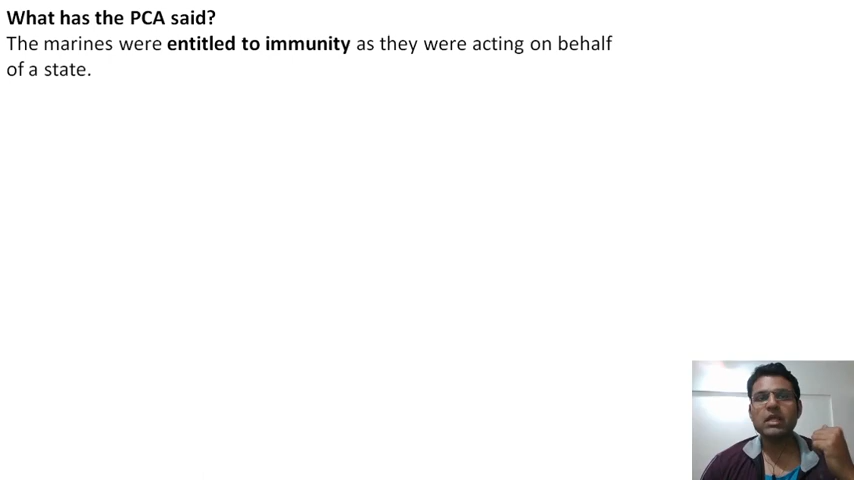 What has the PCA said?
The marines were entitled to immunity as they were acting on behalf
of a state.